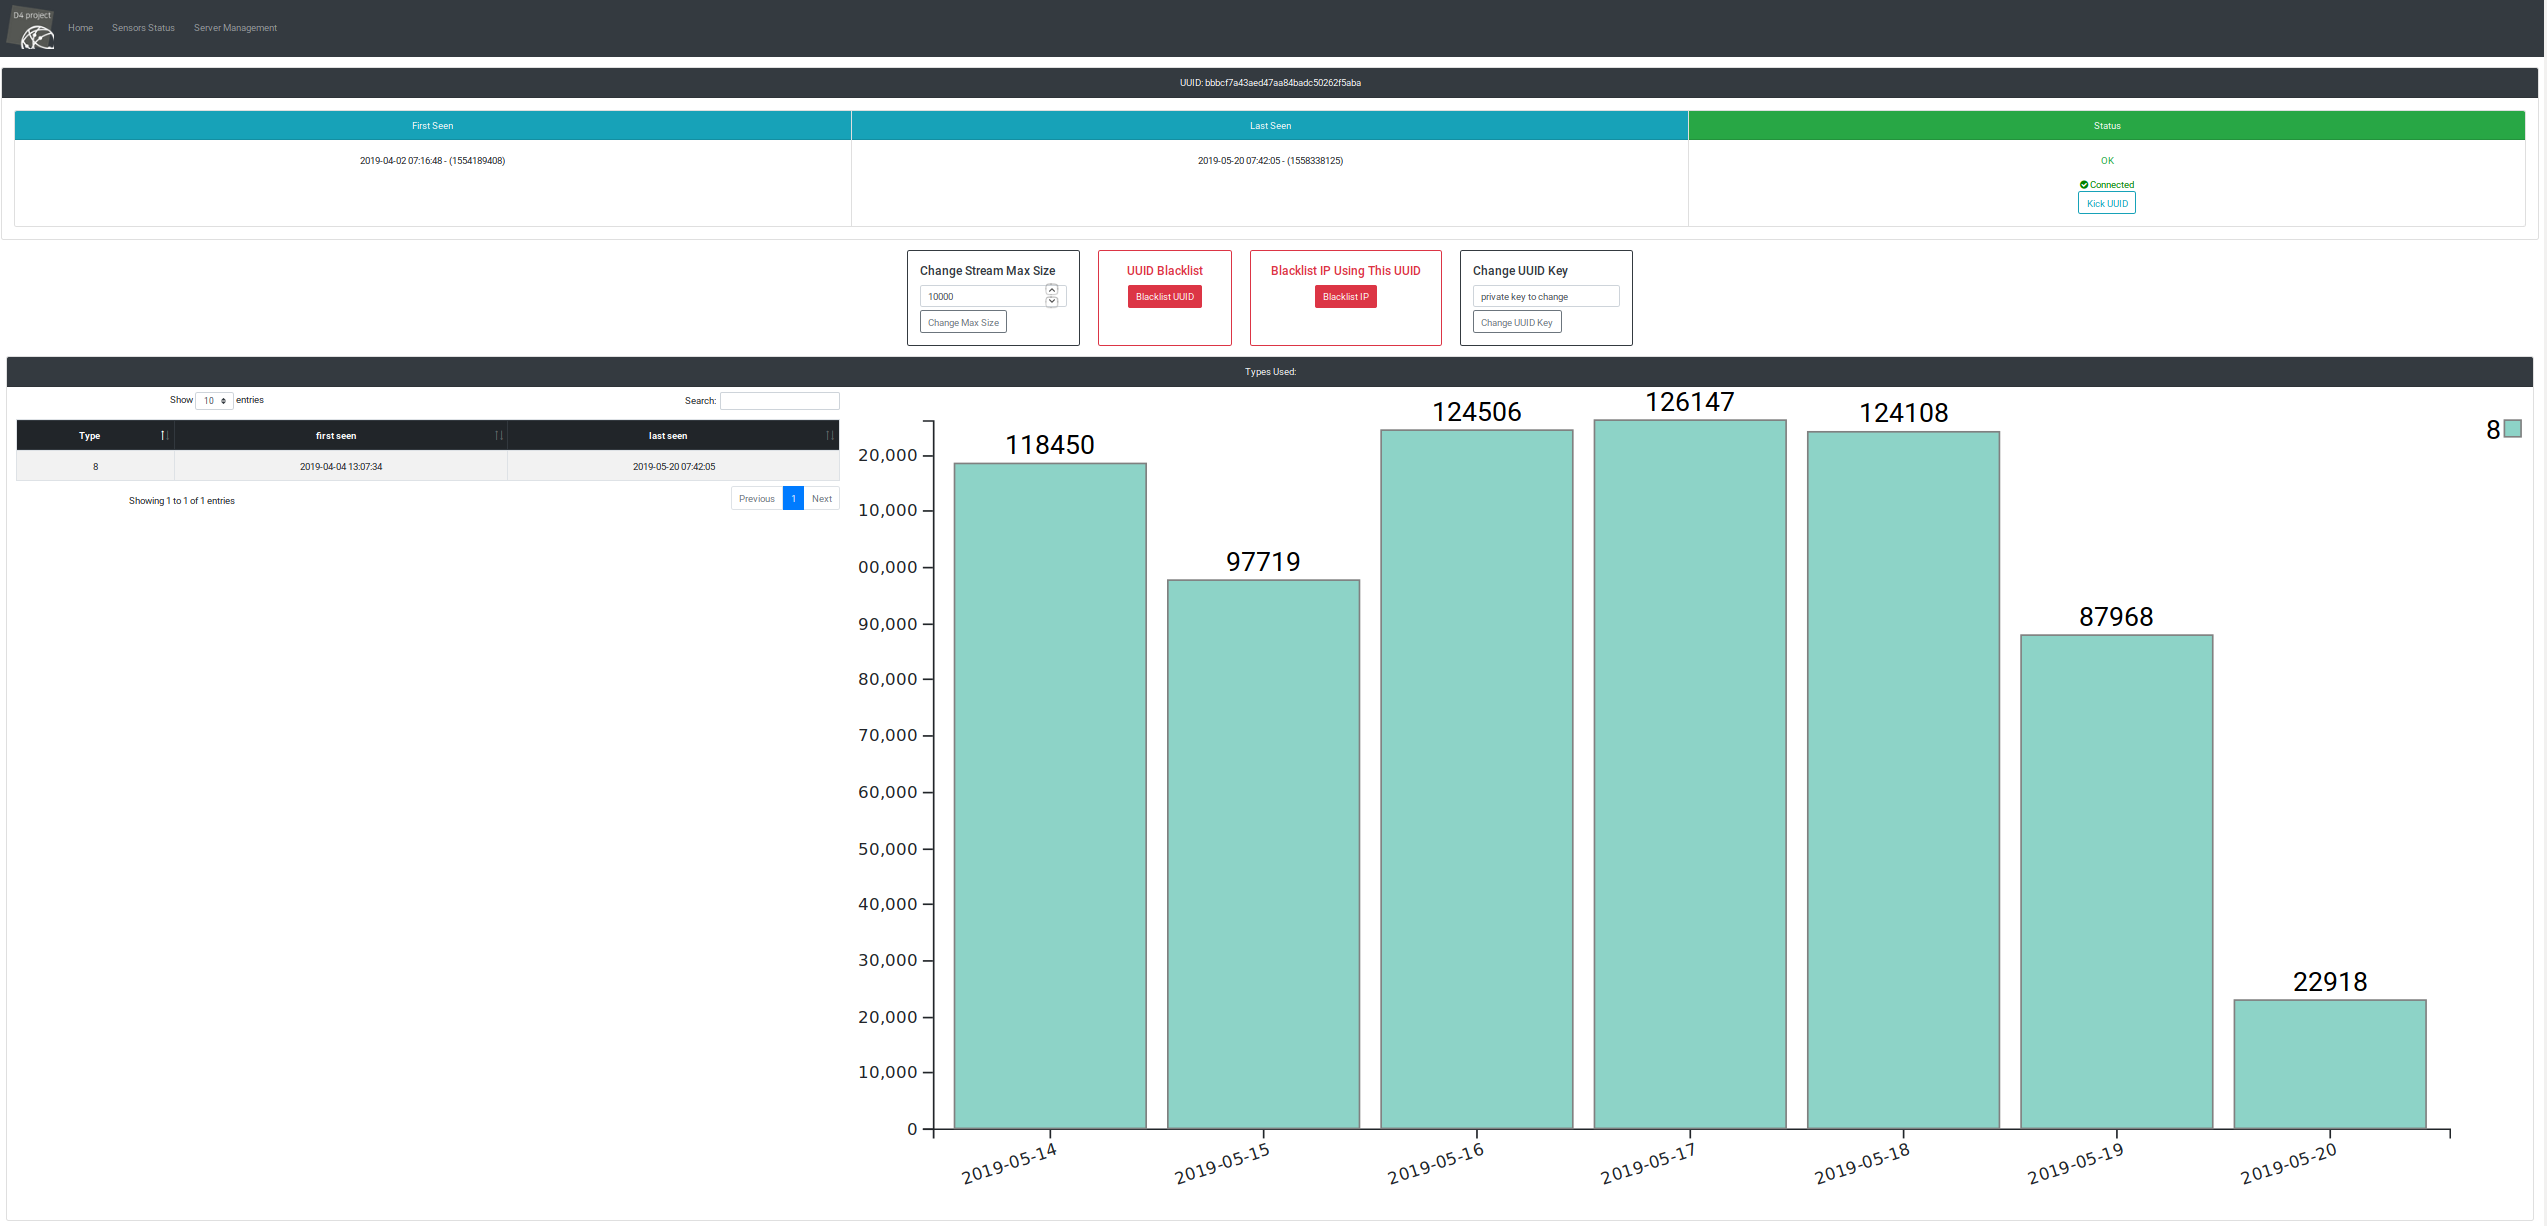 D4 project
Home Sensors Status Server Management
UUID: bbbcf7a43aed47aa84badc50262f5aba
First Seen Last Seen Status
2019-04-02 07:16:48 - (1554189408) 2019-05-20 07:42:05 - (1558338125) OK
Connected
Kick UUID
Change Stream Max Size
10000
Change Max Size
UUID Blacklist
Blacklist UUID
Blacklist IP Using This UUID
Blacklist IP
Change UUID Key
private key to change
Change UUID Key
Types Used:
Show 10 entries Search:
Type first seen last seen
8 2019-04-04 13:07:34 2019-05-20 07:42:05
Showing 1 to 1 of 1 entries Previous 1 Next
118450
97719
124506
126147
124108
87968
22918
8
20,000
10,000
00,000
90,000
80,000
70,000
60,000
50,000
40,000
30,000
20,000
10,000
0
2019-05-14
2019-05-15
2019-05-16
2019-05-17
2019-05-18
2019-05-19
2019-05-20